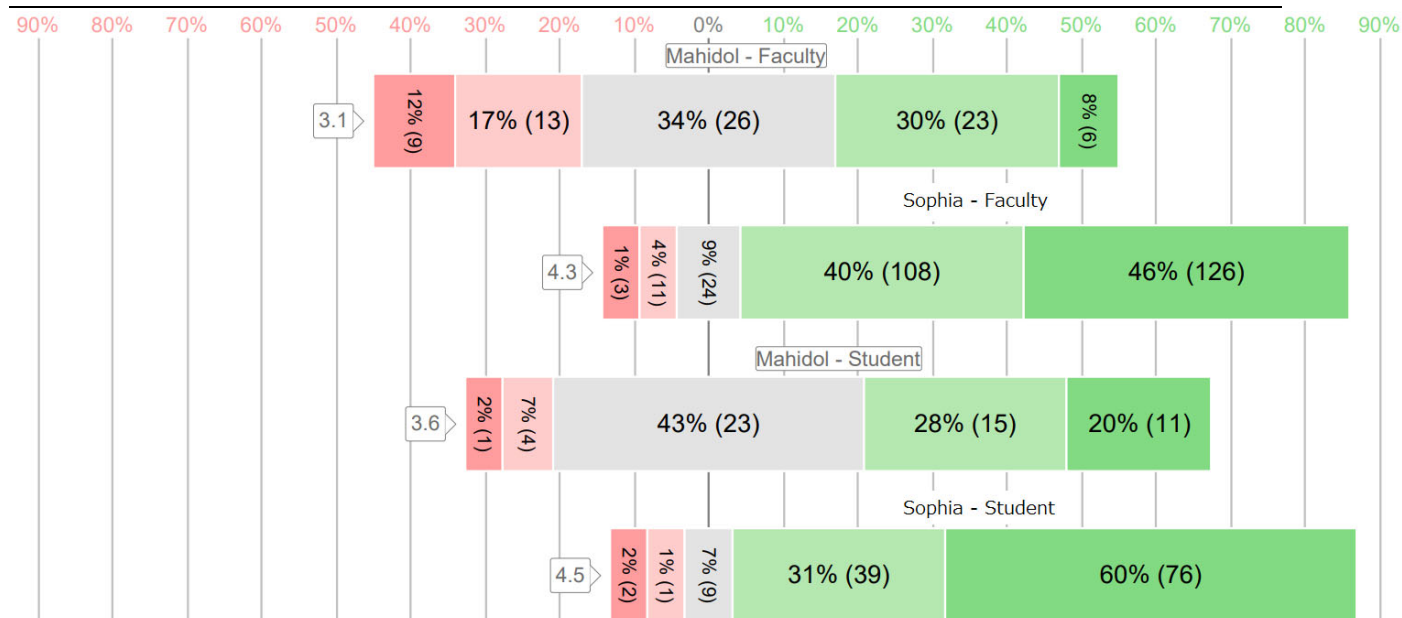 90% 80% 70% 60% 50% 40% 30% 20% 10% 0% 10% 20% 30% 40% 50% 60% 70% 80% 90%
Mahidol - Faculty
3.1 12% (9) 17% (13) 34% (26) 30% (23) 8% (6)
Sophia - Faculty
4.3 1% (3) 4% (11) 9% (24) 40% (108) 46% (126)
Mahidol - Student
3.6 2% (1) 7% (4) 43% (23) 28% (15) 20% (11)
Sophia - Student
4.5 2% (2) 1% (1) 7% (9) 31% (39) 60% (76)